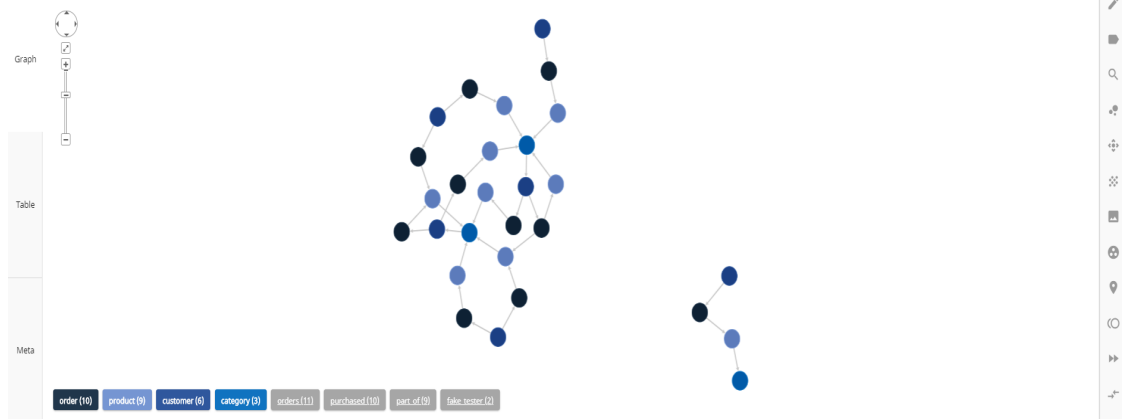 Graph
Table
Meta
order (10) product (9) customer (6) category (3) orders (11) purchased (10) part of (9) fake tester (2)